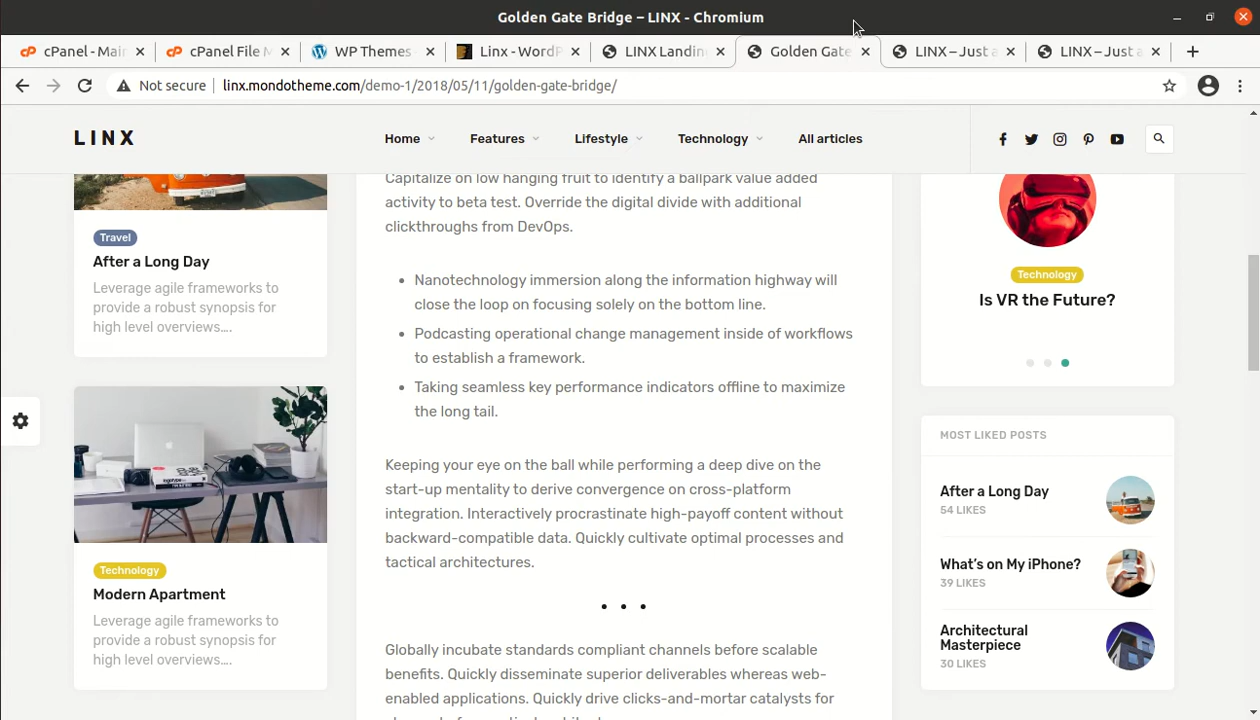 Golden Gate Bridge – LINX - Chromium
cPanel - Main
cPanel File M
WP Themes
Linx - WordP
LINX Landin
Golden Gate
LINX – Just a
LINX – Just a
Not secure
linx.mondotheme.com/demo-1/2018/05/11/golden-gate-bridge/
LINX
Home
Features
Lifestyle
Technology
All articles
Travel
After a Long Day
Leverage agile frameworks to
provide a robust synopsis for
high level overviews....
Technology
Modern Apartment
Leverage agile frameworks to
provide a robust synopsis for
high level overviews....
Capitalize on low hanging fruit to identify a ballpark value added
activity to beta test. Override the digital divide with additional
clickthroughs from DevOps.
• Nanotechnology immersion along the information highway will
close the loop on focusing solely on the bottom line.
• Podcasting operational change management inside of workflows
to establish a framework.
• Taking seamless key performance indicators offline to maximize
the long tail.
Keeping your eye on the ball while performing a deep dive on the
start-up mentality to derive convergence on cross-platform
integration. Interactively procrastinate high-payoff content without
backward-compatible data. Quickly cultivate optimal processes and
tactical architectures.
• • •
Globally incubate standards compliant channels before scalable
benefits. Quickly disseminate superior deliverables whereas web-
enabled applications. Quickly drive clicks-and-mortar catalysts for
Technology
Is VR the Future?
MOST LIKED POSTS
After a Long Day
54 LIKES
What's on My iPhone?
39 LIKES
Architectural
Masterpiece
30 LIKES